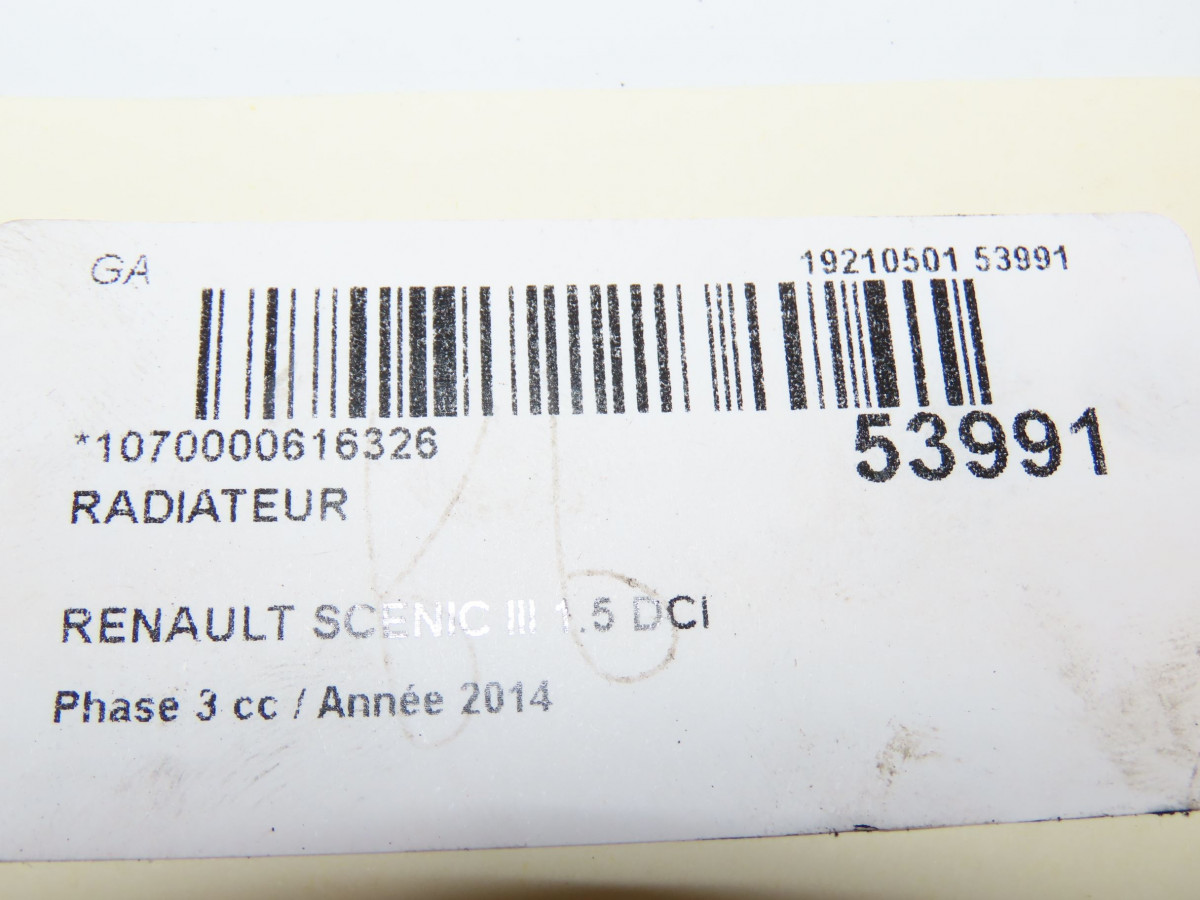 GA 19210501 53991
*1070000616326 53991
RADIATEUR
RENAULT SCENIC III 1.5 DCI
Phase 3 cc / Année 2014